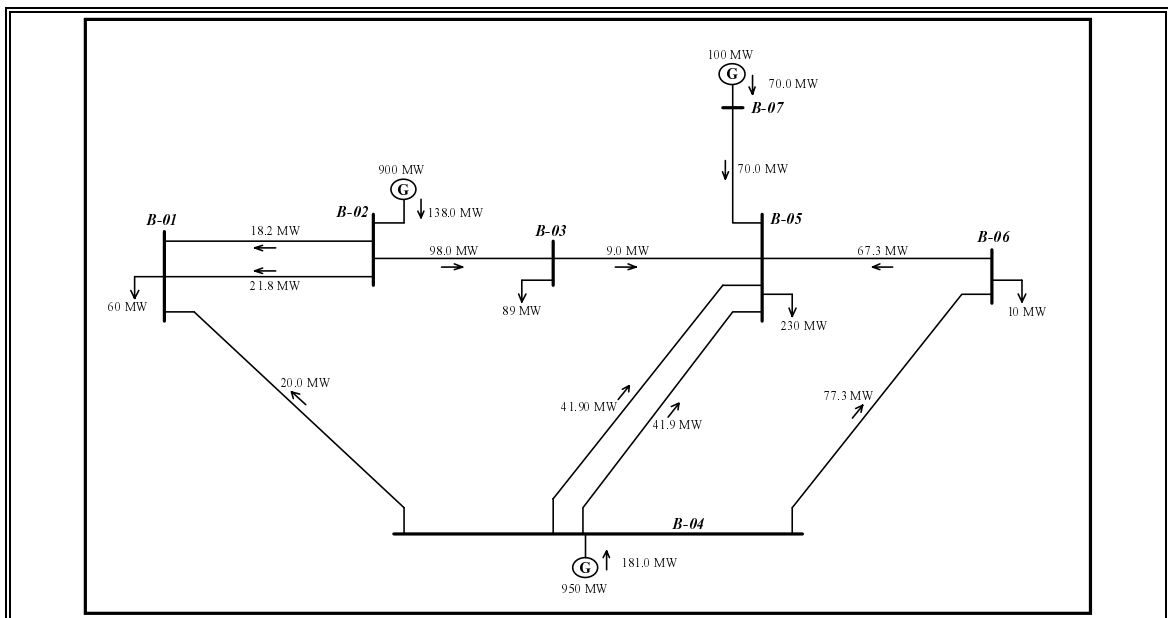 100 MW
G
70.0 MW
B-07
70.0 MW
900 MW
G
138.0 MW
B-01
B-02
B-03
B-05
B-06
18.2 MW
98.0 MW
9.0 MW
67.3 MW
21.8 MW
60 MW
89 MW
230 MW
10 MW
20.0 MW
41.90 MW
41.9 MW
77.3 MW
B-04
G
181.0 MW
950 MW